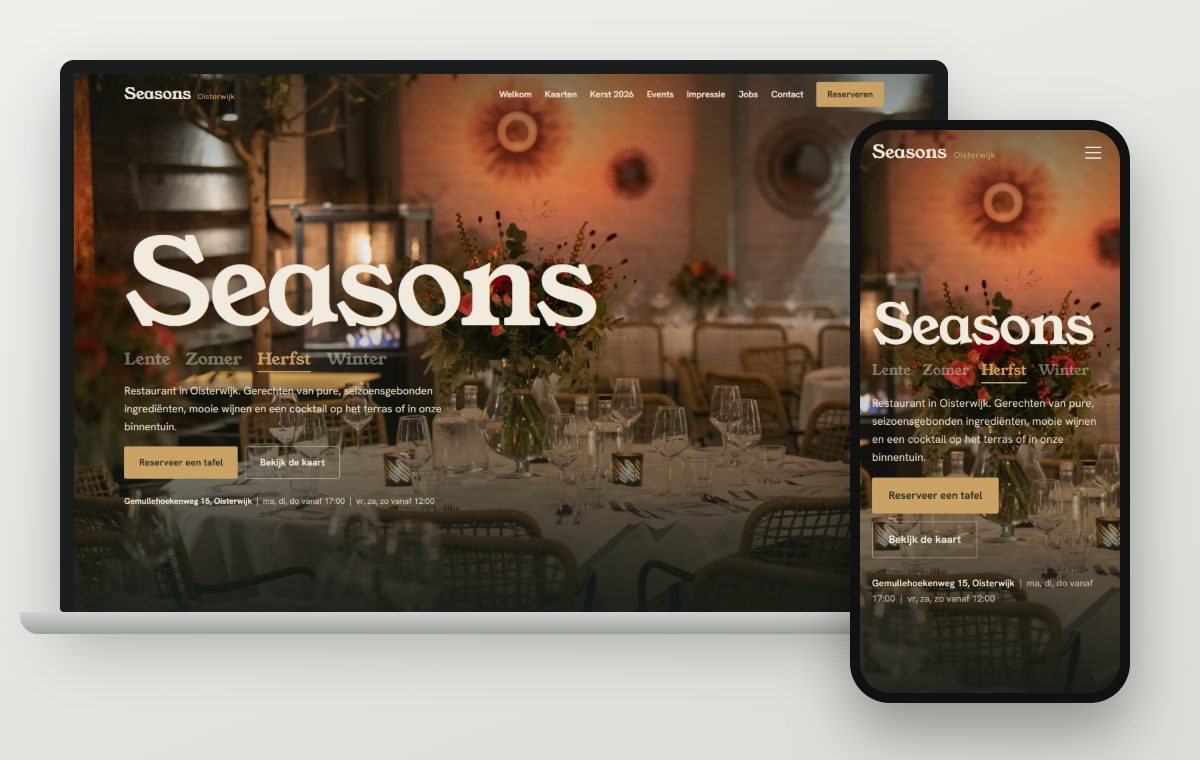 Seasons Oisterwijk
Welkom Kaarten Kerst 2026 Events Impressie Jobs Contact Reserveren
Seasons
Lente Zomer Herfst Winter
Restaurant in Oisterwijk. Gerechten van pure, seizoensgebonden
ingrediënten, mooie wijnen en een cocktail op het terras of in onze
binnentuin.
Reserveer een tafel Bekijk de kaart
Gemullehoekenweg 15, Oisterwijk | ma, di, do vanaf 17:00 | vr, za, zo vanaf 12:00
Seasons Oisterwijk
Seasons
Lente Zomer Herfst Winter
Restaurant in Oisterwijk. Gerechten van pure,
seizoensgebonden ingrediënten, mooie wijnen
en een cocktail op het terras of in onze
binnentuin.
Reserveer een tafel
Bekijk de kaart
Gemullehoekenweg 15, Oisterwijk | ma, di, do vanaf
17:00 | vr, za, zo vanaf 12:00